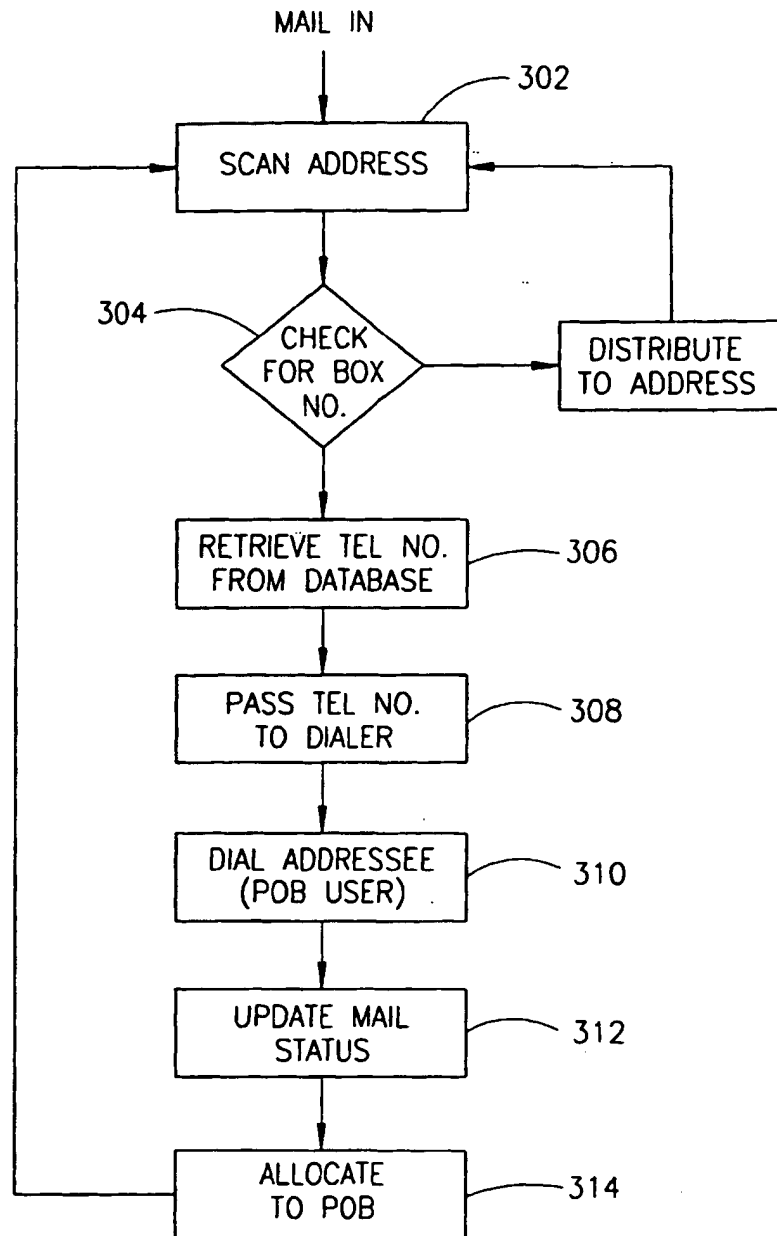 MAIL IN
302
SCAN ADDRESS
304
CHECK
FOR BOX
NO.
DISTRIBUTE
TO ADDRESS
RETRIEVE TEL NO.
FROM DATABASE
306
PASS TEL NO.
TO DIALER
308
DIAL ADDRESSEE
(POB USER)
310
UPDATE MAIL
STATUS
312
ALLOCATE
TO POB
314